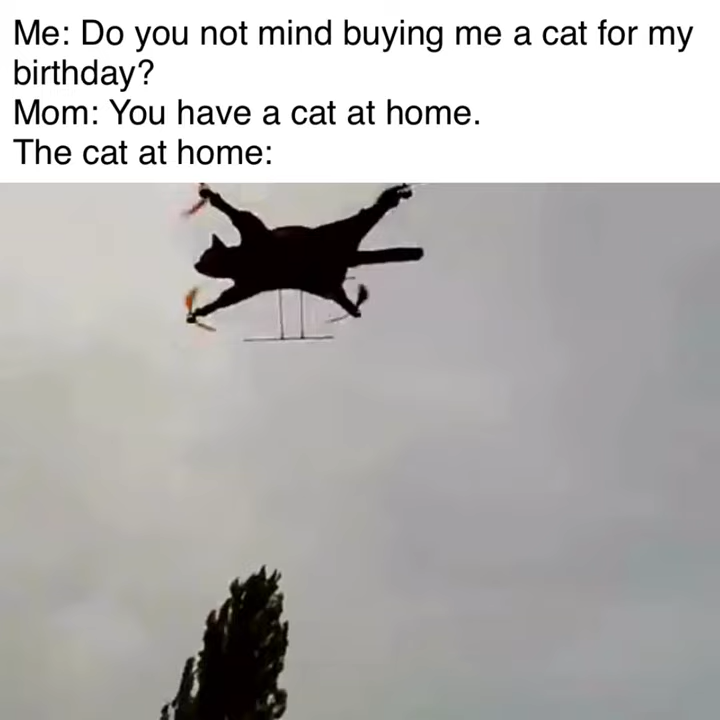 Me: Do you not mind buying me a cat for my
birthday?
Mom: You have a cat at home.
The cat at home: